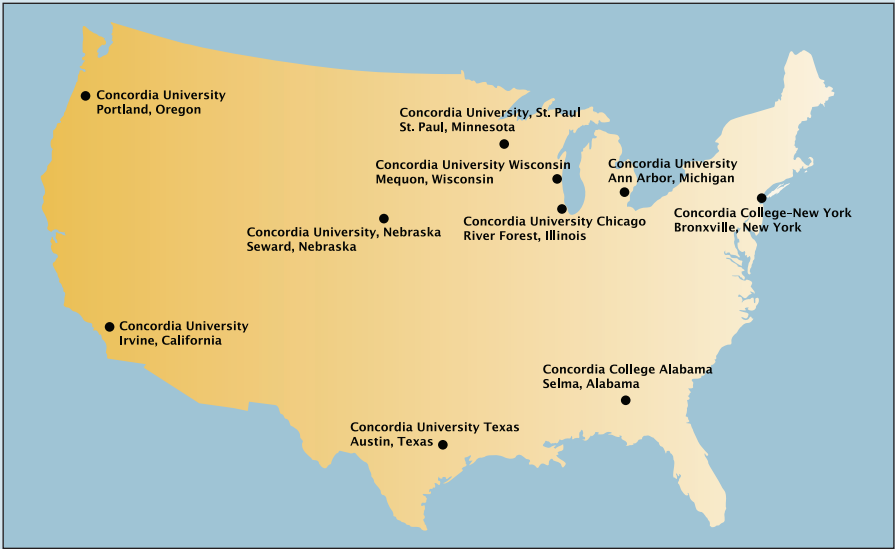 Concordia University
Portland, Oregon
Concordia University, St. Paul
St. Paul, Minnesota
Concordia University Wisconsin
Mequon, Wisconsin
Concordia University
Ann Arbor, Michigan
Concordia College–New York
Bronxville, New York
Concordia University Chicago
River Forest, Illinois
Concordia University, Nebraska
Seward, Nebraska
Concordia University
Irvine, California
Concordia College Alabama
Selma, Alabama
Concordia University Texas
Austin, Texas